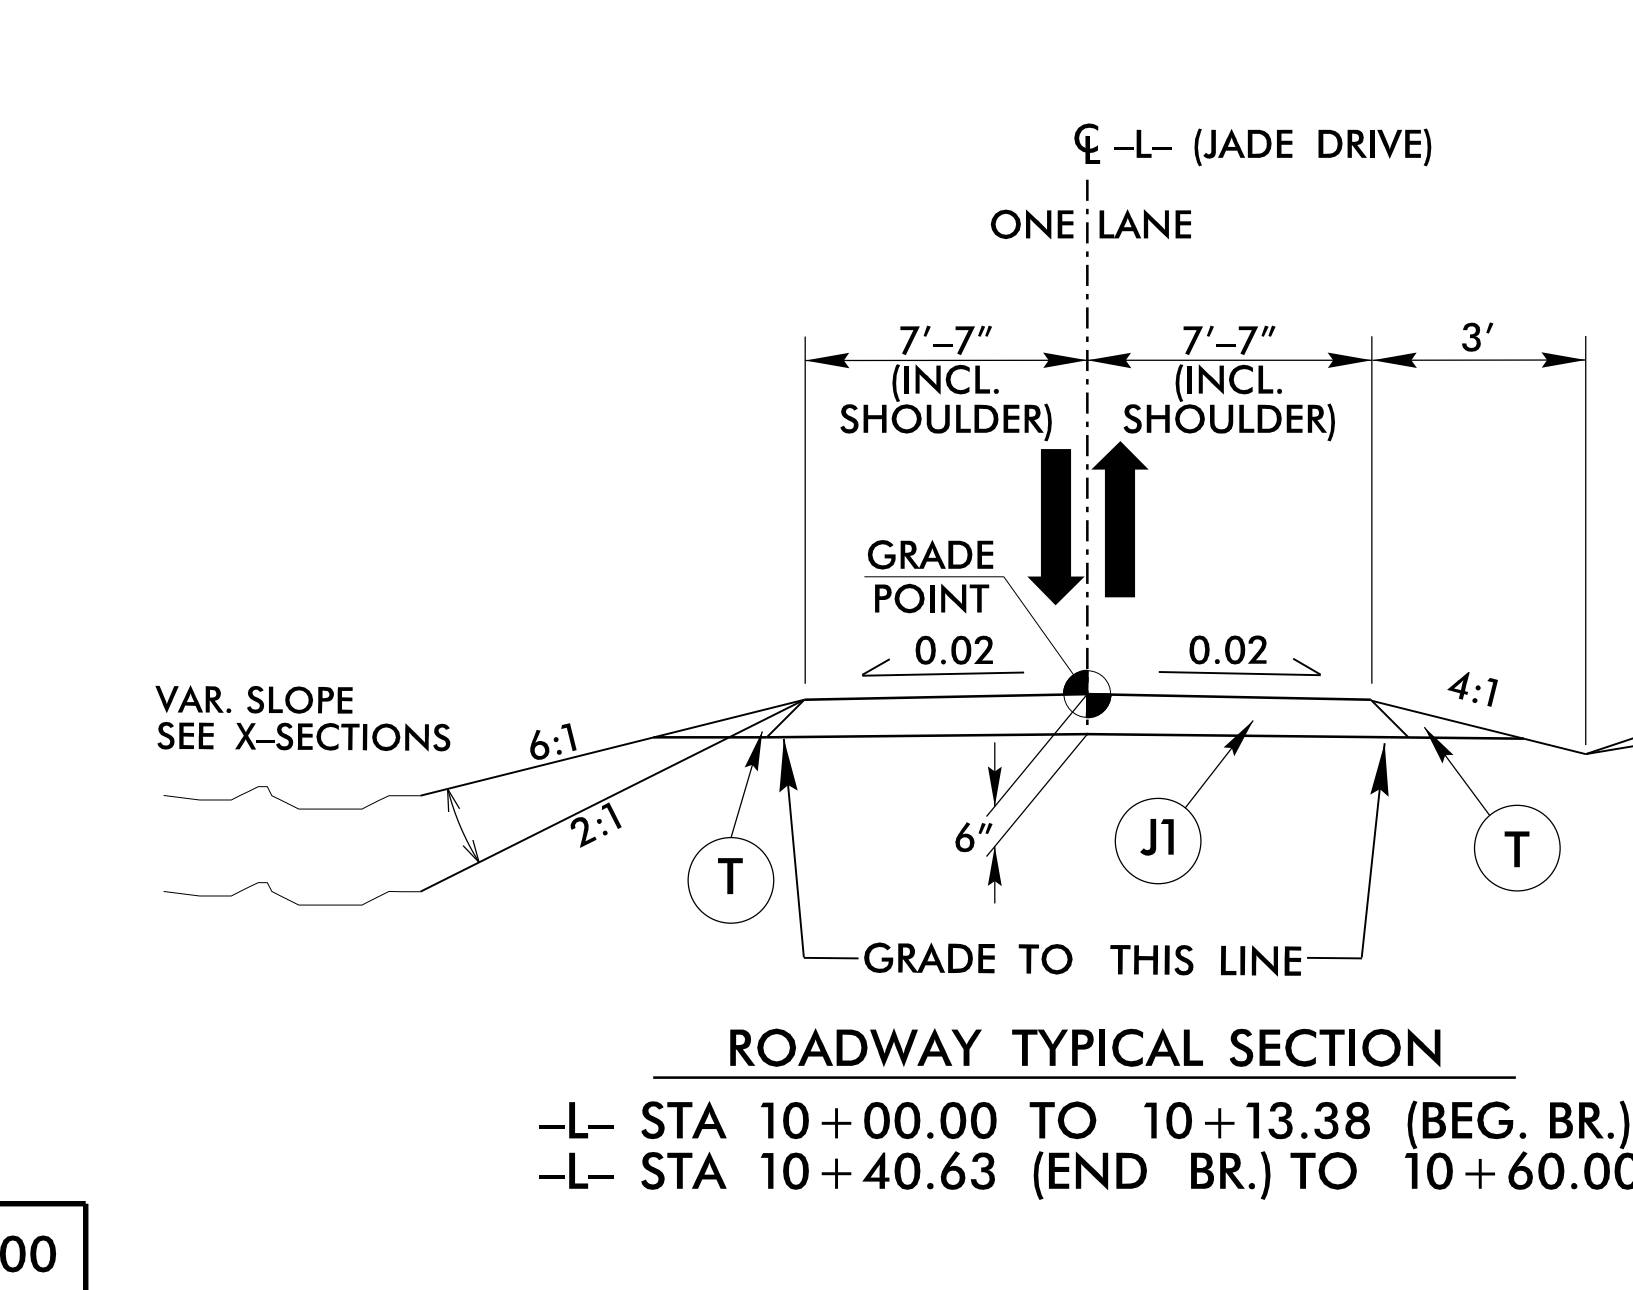 ℄ –L– (JADE DRIVE)
ONE LANE
7'–7" 7'–7" 3'
(INCL. (INCL.
SHOULDER) SHOULDER)
GRADE
POINT
0.02 0.02
VAR. SLOPE
SEE X–SECTIONS
6:1
4:1
2:1
6"
J1
T
T
GRADE TO THIS LINE
ROADWAY TYPICAL SECTION
–L– STA 10+00.00 TO 10+13.38 (BEG. BR.)
–L– STA 10+40.63 (END BR.) TO 10+60.00
00